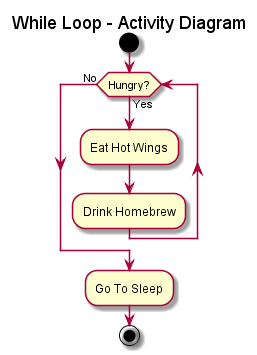 While Loop - Activity Diagram
No
Hungry?
Yes
Eat Hot Wings
Drink Homebrew
Go To Sleep